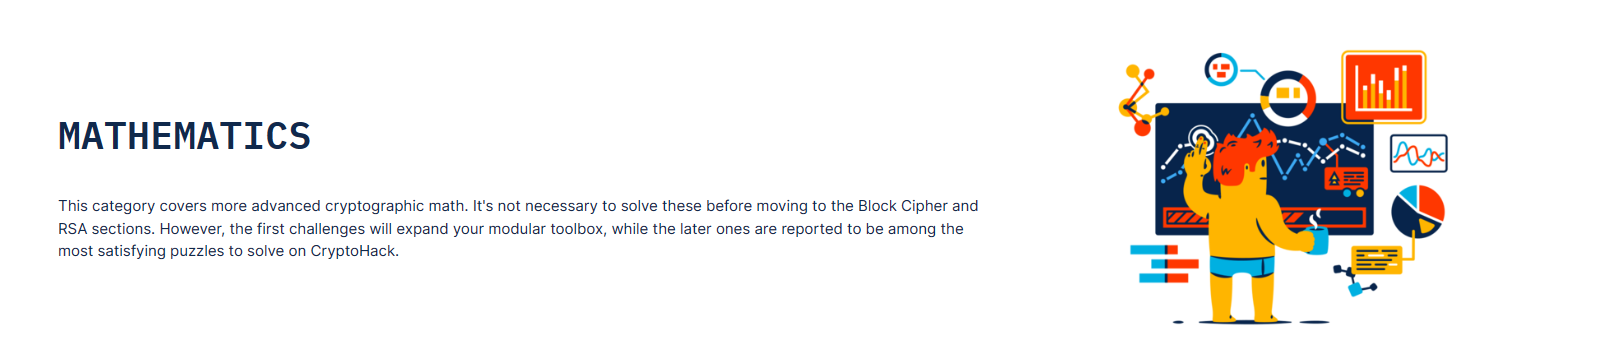 MATHEMATICS
This category covers more advanced cryptographic math. It's not necessary to solve these before moving to the Block Cipher and
RSA sections. However, the first challenges will expand your modular toolbox, while the later ones are reported to be among the
most satisfying puzzles to solve on CryptoHack.